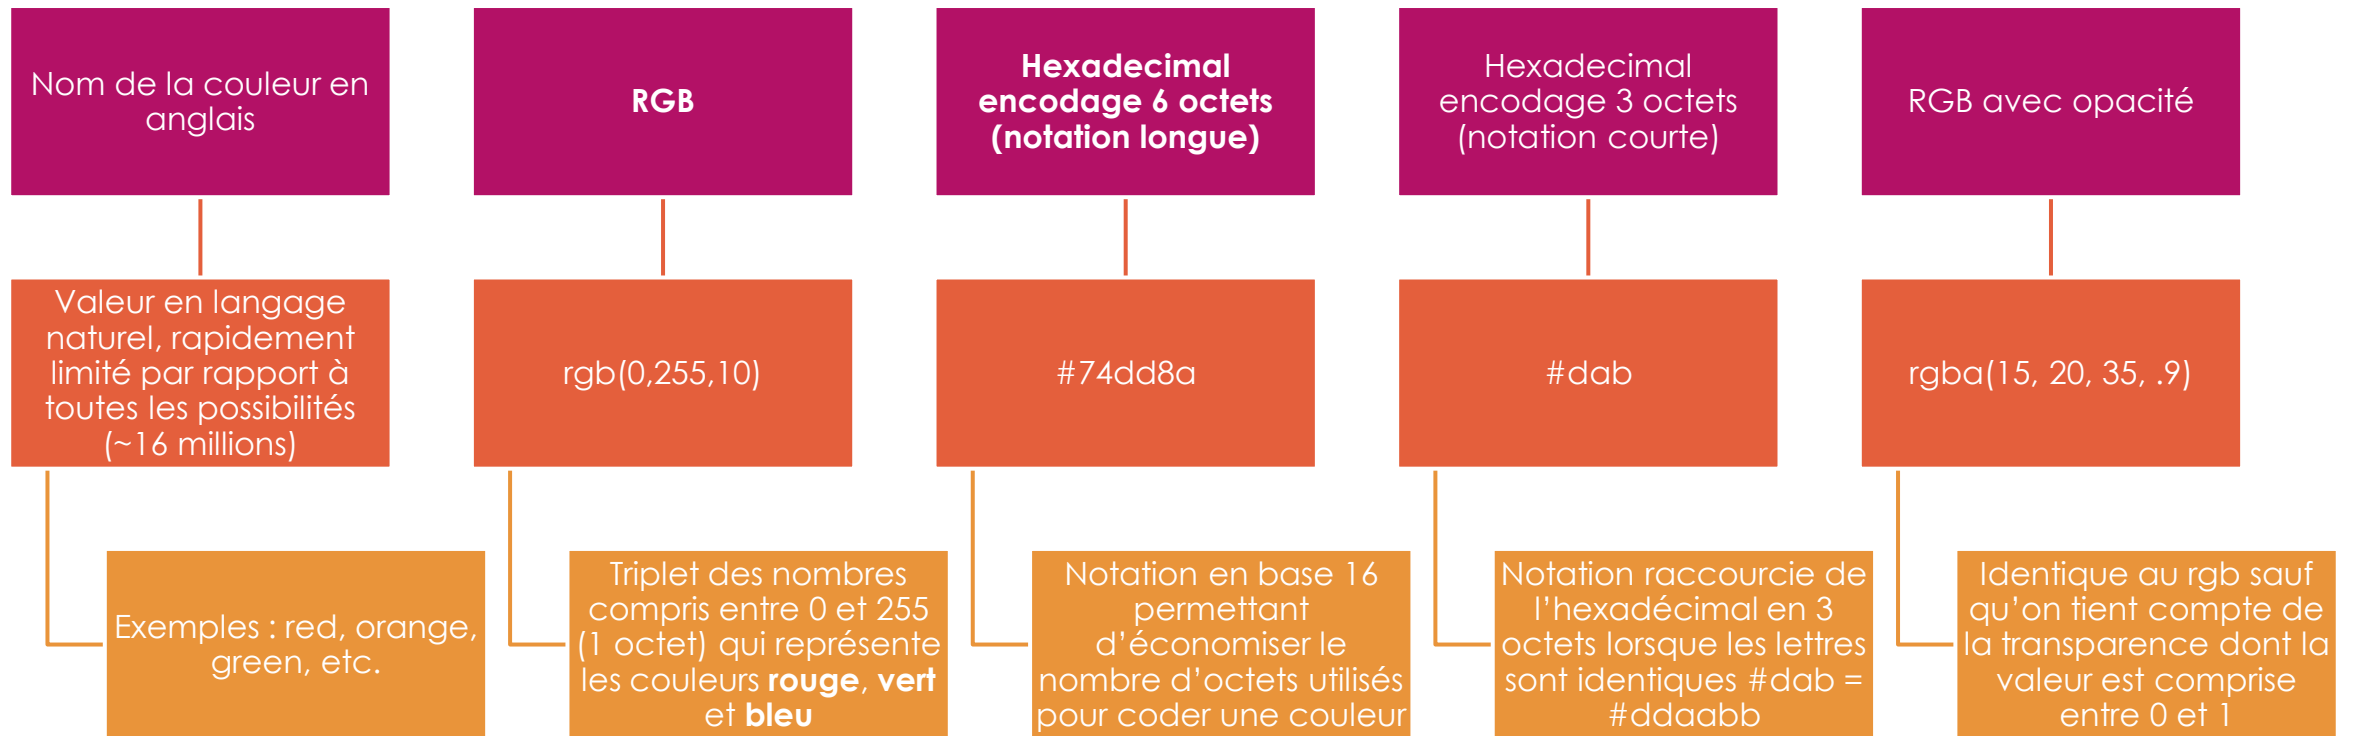 Nom de la couleur en
anglais
RGB
Hexadecimal
encodage 6 octets
(notation longue)
Hexadecimal
encodage 3 octets
(notation courte)
RGB avec opacité
Valeur en langage
naturel, rapidement
limité par rapport à
toutes les possibilités
(~16 millions)
rgb(0,255,10)
#74dd8a
#dab
rgba(15, 20, 35, .9)
Exemples : red, orange,
green, etc.
Triplet des nombres
compris entre 0 et 255
(1 octet) qui représente
les couleurs rouge, vert
et bleu
Notation en base 16
permettant
d’économiser le
nombre d’octets utilisés
pour coder une couleur
Notation raccourcie de
l’hexadécimal en 3
octets lorsque les lettres
sont identiques #dab =
#ddaabb
Identique au rgb sauf
qu’on tient compte de
la transparence dont la
valeur est comprise
entre 0 et 1